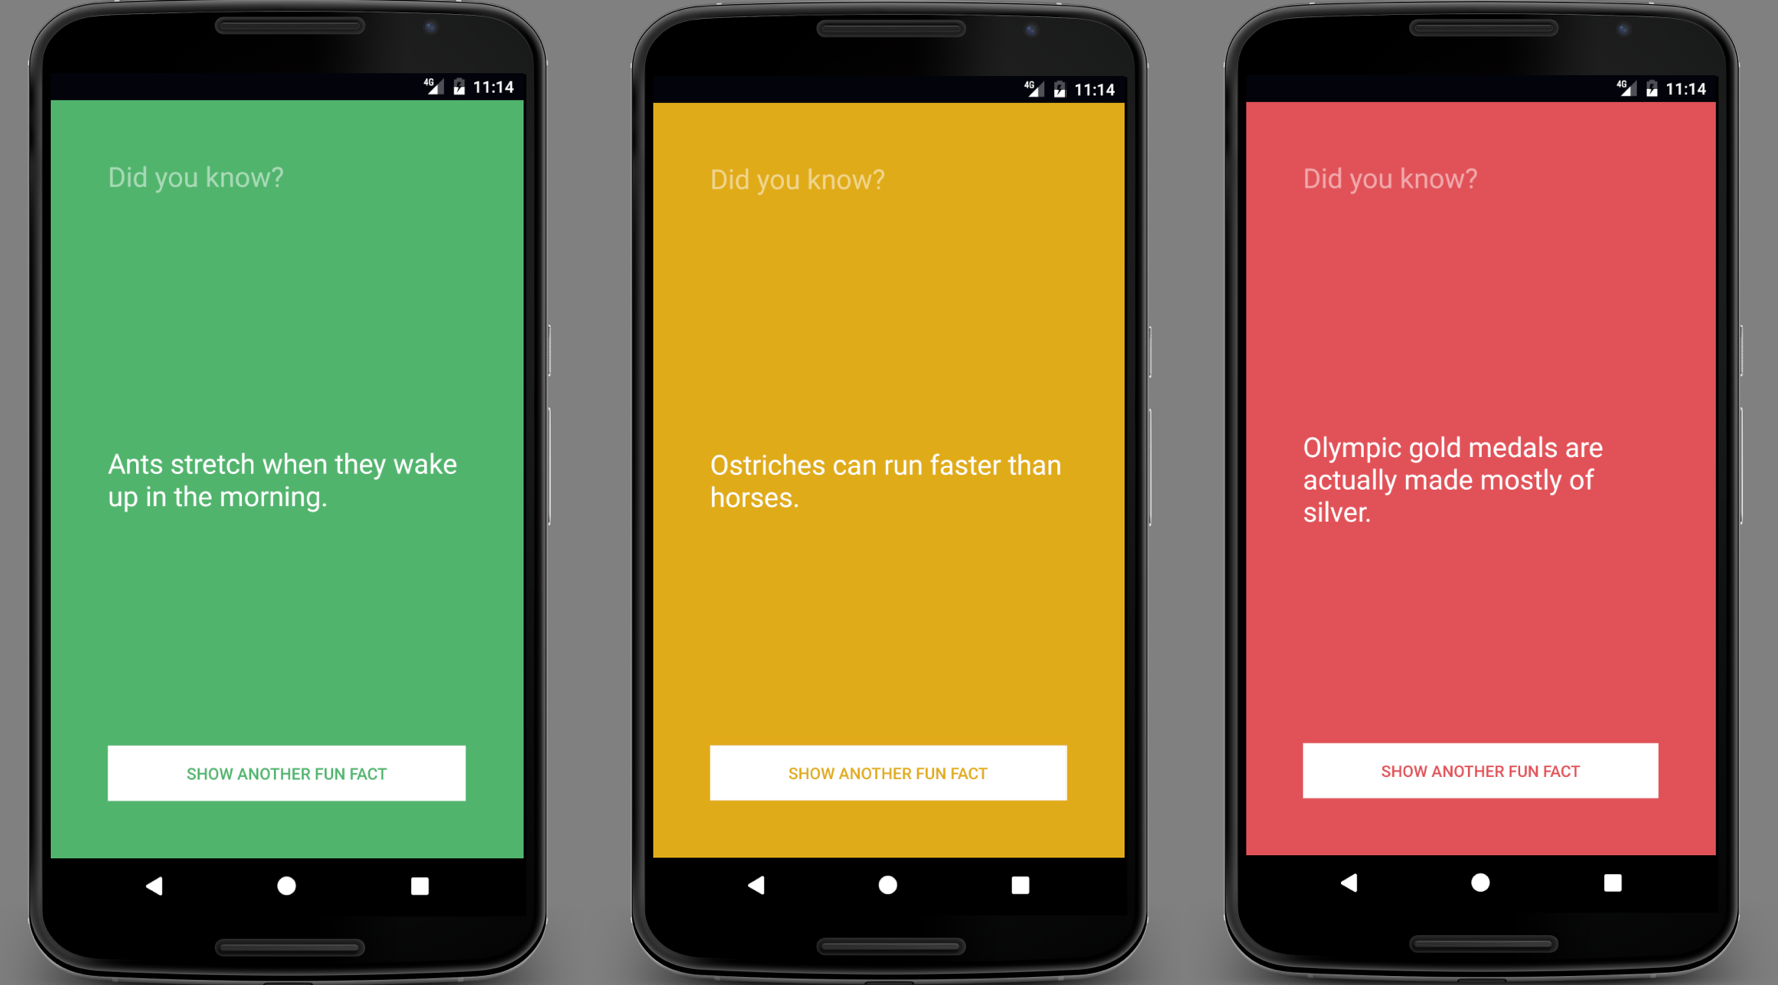 4G 11:14
Did you know?
Ants stretch when they wake
up in the morning.
SHOW ANOTHER FUN FACT
4G 11:14
Did you know?
Ostriches can run faster than
horses.
SHOW ANOTHER FUN FACT
4G 11:14
Did you know?
Olympic gold medals are
actually made mostly of
silver.
SHOW ANOTHER FUN FACT